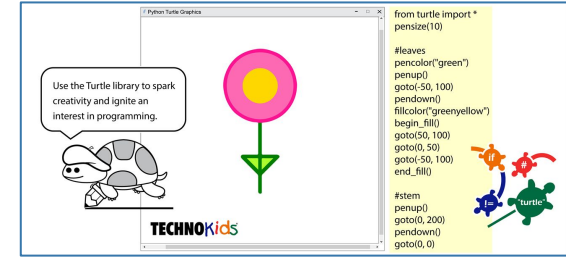 Python Turtle Graphics
Use the Turtle library to spark
creativity and ignite an
interest in programming.
TECHNOKids
from turtle import *
pensize(10)
#leaves
pencolor("green")
penup()
goto(-50, 100)
pendown()
fillcolor("greenyellow")
begin_fill()
goto(50, 100)
goto(0, 50)
goto(-50, 100)
end_fill()
#stem
penup()
goto(0, 200)
pendown()
goto(0, 0)
if
#
!=
"turtle"